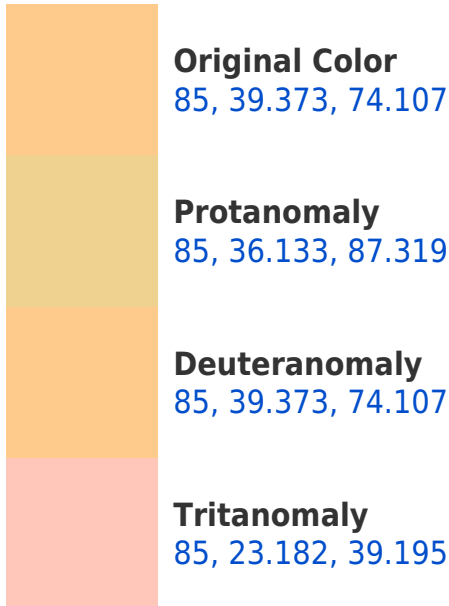 Original Color
85, 39.373, 74.107
Protanomaly
85, 36.133, 87.319
Deuteranomaly
85, 39.373, 74.107
Tritanomaly
85, 23.182, 39.195